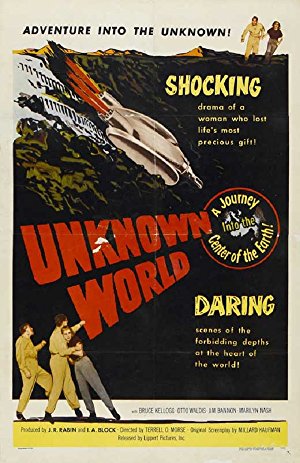 ADVENTURE INTO THE UNKNOWN!
SHOCKING
drama of a
woman who lost
life's most
precious gift!
A Journey
Into the
Center of the Earth!
UNKNOWN
WORLD
DARING
scenes of the
forbidding depths
at the heart of
the world!
with BRUCE KELLOGG OTTO WALDIS JIM BANNON MARILYN NASH
Produced by J. R. RABIN and I. A. BLOCK · Directed by TERRELL O. MORSE · Original Screenplay by MILLARD KAUFMAN
Released by Lippert Pictures, Inc.